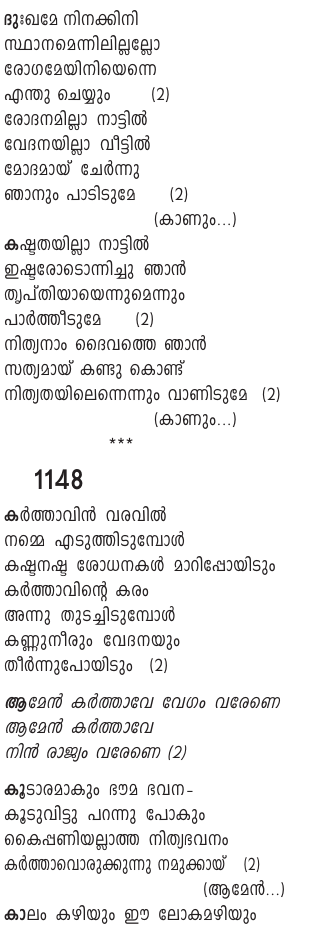 ദുഃഖമേ നിനക്കിനി
സ്ഥാനമെന്നിലില്ലല്ലോ
രോഗമേയിനിയെന്നെ
എന്തു ചെയ്യും (2)
രോദനമില്ലാ നാട്ടിൽ
വേദനയില്ലാ വീട്ടിൽ
മോദമായ് ചേർന്നു
ഞാനും പാടിടുമേ (2)
(കാണും...)
കഷ്ടതയില്ലാ നാട്ടിൽ
ഇഷ്ടരോടൊന്നിച്ചു ഞാൻ
തൃപ്തിയായെന്നുമെന്നും
പാർത്തീടുമേ (2)
നിത്യനാം ദൈവത്തെ ഞാൻ
സത്യമായ് കണ്ടു കൊണ്ട്
നിത്യതയിലെന്നെന്നും വാണിടുമേ (2)
(കാണും...)
***
1148
കർത്താവിൻ വരവിൽ
നമ്മെ എടുത്തിടുമ്പോൾ
കഷ്ടനഷ്ട ശോധനകൾ മാറിപ്പോയിടും
കർത്താവിന്റെ കരം
അന്നു തുടച്ചിടുമ്പോൾ
കണ്ണുനീരും വേദനയും
തീർന്നുപോയിടും (2)
ആമേൻ കർത്താവേ വേഗം വരേണെ
ആമേൻ കർത്താവേ
നിൻ രാജ്യം വരേണെ (2)
കൂടാരമാകും ഭൗമ ഭവന-
കൂടുവിട്ടു പറന്നു പോകും
കൈപ്പണിയല്ലാത്ത നിത്യഭവനം
കർത്താവൊരുക്കുന്നു നമുക്കായ് (2)
(ആമേൻ...)
കാലം കഴിയും ഈ ലോകമഴിയും